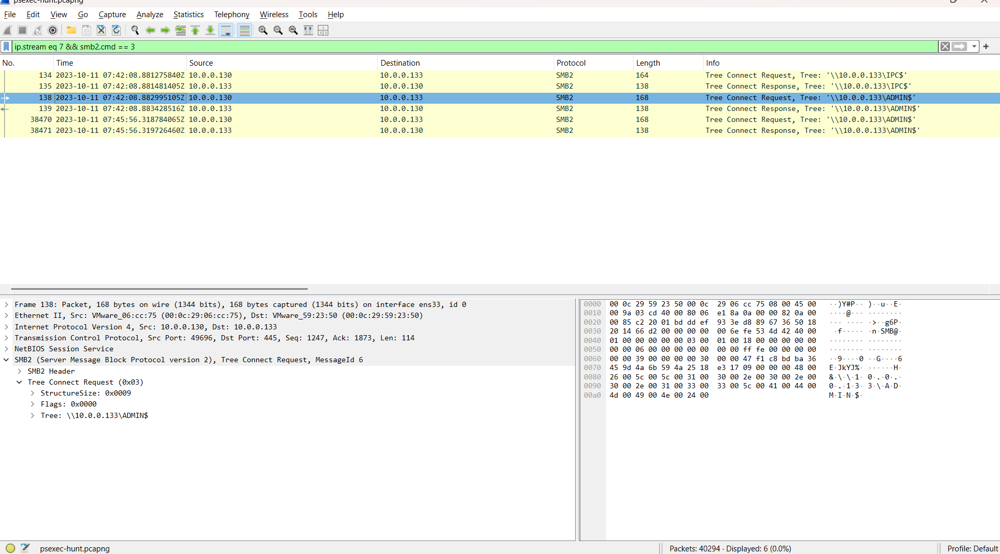 psexec-hunt.pcapng
File Edit View Go Capture Analyze Statistics Telephony Wireless Tools Help
ip.stream eq 7 && smb2.cmd == 3
No. Time Source Destination Protocol Length Info
134 2023-10-11 07:42:08.881275840Z 10.0.0.130 10.0.0.133 SMB2 164 Tree Connect Request, Tree: '\\10.0.0.133\IPC$'
135 2023-10-11 07:42:08.881481405Z 10.0.0.133 10.0.0.130 SMB2 138 Tree Connect Response, Tree: '\\10.0.0.133\IPC$'
138 2023-10-11 07:42:08.882995105Z 10.0.0.130 10.0.0.133 SMB2 168 Tree Connect Request, Tree: '\\10.0.0.133\ADMIN$'
139 2023-10-11 07:42:08.883428516Z 10.0.0.133 10.0.0.130 SMB2 138 Tree Connect Response, Tree: '\\10.0.0.133\ADMIN$'
38470 2023-10-11 07:45:56.318784065Z 10.0.0.130 10.0.0.133 SMB2 168 Tree Connect Request, Tree: '\\10.0.0.133\ADMIN$'
38471 2023-10-11 07:45:56.319726460Z 10.0.0.133 10.0.0.130 SMB2 138 Tree Connect Response, Tree: '\\10.0.0.133\ADMIN$'
Frame 138: Packet, 168 bytes on wire (1344 bits), 168 bytes captured (1344 bits) on interface ens33, id 0
Ethernet II, Src: VMware_06:cc:75 (00:0c:29:06:cc:75), Dst: VMware_59:23:50 (00:0c:29:59:23:50)
Internet Protocol Version 4, Src: 10.0.0.130, Dst: 10.0.0.133
Transmission Control Protocol, Src Port: 49696, Dst Port: 445, Seq: 1247, Ack: 1873, Len: 114
NetBIOS Session Service
SMB2 (Server Message Block Protocol version 2), Tree Connect Request, MessageId 6
SMB2 Header
Tree Connect Request (0x03)
StructureSize: 0x0009
Flags: 0x0000
Tree: \\10.0.0.133\ADMIN$
0000 00 0c 29 59 23 50 00 0c 29 06 cc 75 08 00 45 00 ··)Y#P·· )··u··E·
0010 00 9a 03 cd 40 00 80 06 e1 8a 0a 00 00 82 0a 00 ····@··· ········
0020 00 85 c2 20 01 bd dd ef 93 3e d8 89 67 36 50 18 ··· ···· ·>··g6P·
0030 20 14 66 d2 00 00 00 00 00 6e fe 53 4d 42 40 00 ·f····· ·n·SMB@·
0040 01 00 00 00 00 00 03 00 01 00 18 00 00 00 00 00 ········ ········
0050 00 00 06 00 00 00 00 00 00 00 ff fe 00 00 00 00 ········ ········
0060 00 00 39 00 00 00 00 30 00 00 47 f1 c8 bd ba 36 ··9····0 ··G····6
0070 45 9d 4a 6b 59 4a 25 18 e3 17 09 00 00 00 48 00 E·JkYJ%· ······H·
0080 26 00 5c 00 5c 00 31 00 30 00 2e 00 30 00 2e 00 &·\·\·1· 0·.·0·.·
0090 30 00 2e 00 31 00 33 00 33 00 5c 00 41 00 44 00 0·.·1·3· 3·\·A·D·
00a0 4d 00 49 00 4e 00 24 00 M·I·N·$·
psexec-hunt.pcapng Packets: 40294 · Displayed: 6 (0.0%) Profile: Default